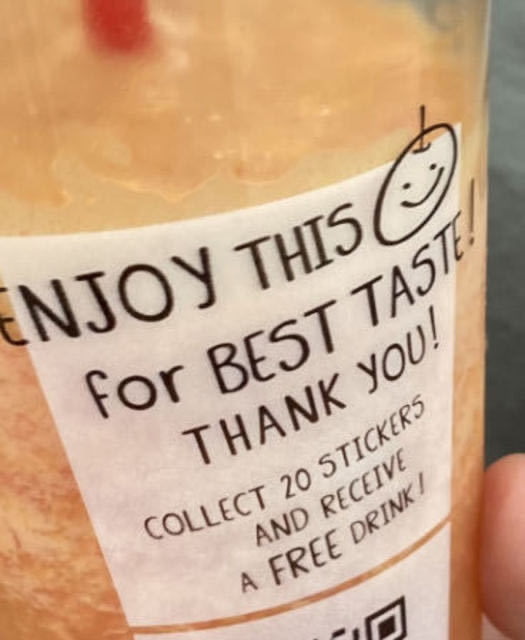 ENJOY THIS
for BEST TASTE!
THANK YOU!
COLLECT 20 STICKERS
AND RECEIVE
A FREE DRINK!